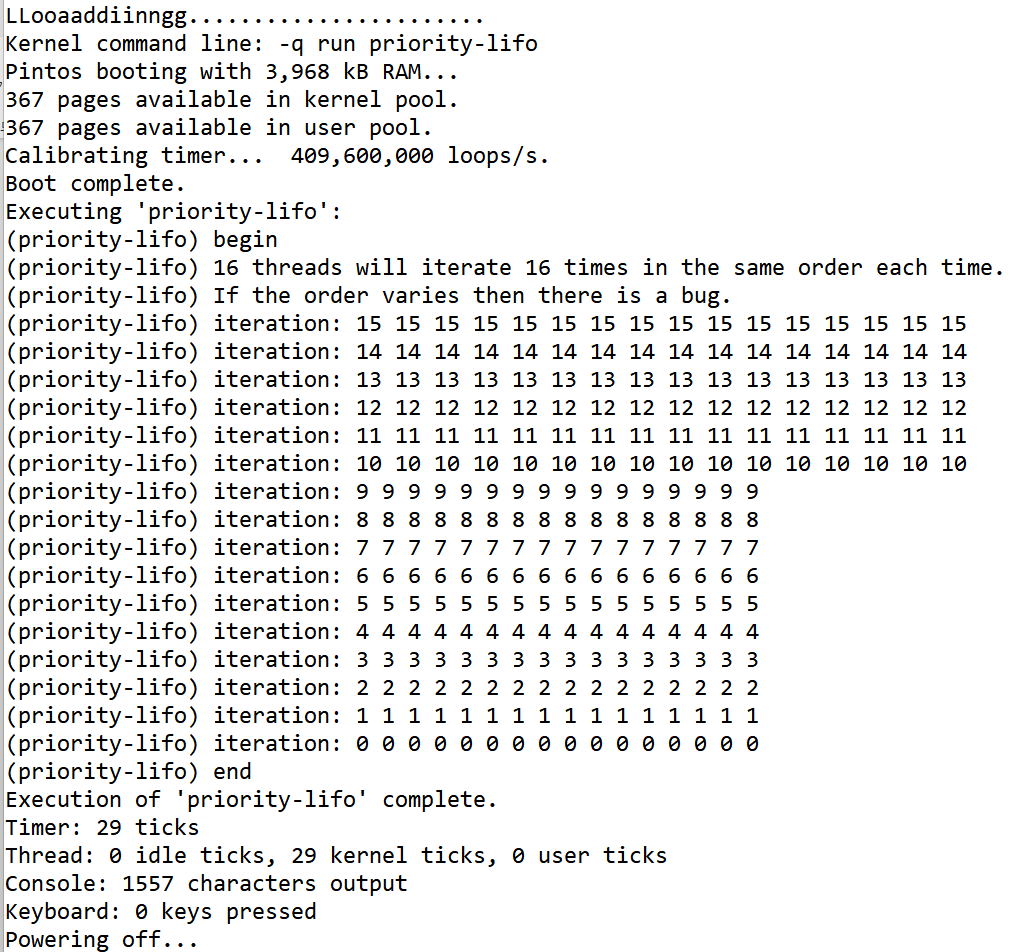 LLooaaddiinngg.......................
Kernel command line: -q run priority-lifo
Pintos booting with 3,968 kB RAM...
367 pages available in kernel pool.
367 pages available in user pool.
Calibrating timer...  409,600,000 loops/s.
Boot complete.
Executing 'priority-lifo':
(priority-lifo) begin
(priority-lifo) 16 threads will iterate 16 times in the same order each time.
(priority-lifo) If the order varies then there is a bug.
(priority-lifo) iteration: 15 15 15 15 15 15 15 15 15 15 15 15 15 15 15 15
(priority-lifo) iteration: 14 14 14 14 14 14 14 14 14 14 14 14 14 14 14 14
(priority-lifo) iteration: 13 13 13 13 13 13 13 13 13 13 13 13 13 13 13 13
(priority-lifo) iteration: 12 12 12 12 12 12 12 12 12 12 12 12 12 12 12 12
(priority-lifo) iteration: 11 11 11 11 11 11 11 11 11 11 11 11 11 11 11 11
(priority-lifo) iteration: 10 10 10 10 10 10 10 10 10 10 10 10 10 10 10 10
(priority-lifo) iteration: 9 9 9 9 9 9 9 9 9 9 9 9 9 9 9 9
(priority-lifo) iteration: 8 8 8 8 8 8 8 8 8 8 8 8 8 8 8 8
(priority-lifo) iteration: 7 7 7 7 7 7 7 7 7 7 7 7 7 7 7 7
(priority-lifo) iteration: 6 6 6 6 6 6 6 6 6 6 6 6 6 6 6 6
(priority-lifo) iteration: 5 5 5 5 5 5 5 5 5 5 5 5 5 5 5 5
(priority-lifo) iteration: 4 4 4 4 4 4 4 4 4 4 4 4 4 4 4 4
(priority-lifo) iteration: 3 3 3 3 3 3 3 3 3 3 3 3 3 3 3 3
(priority-lifo) iteration: 2 2 2 2 2 2 2 2 2 2 2 2 2 2 2 2
(priority-lifo) iteration: 1 1 1 1 1 1 1 1 1 1 1 1 1 1 1 1
(priority-lifo) iteration: 0 0 0 0 0 0 0 0 0 0 0 0 0 0 0 0
(priority-lifo) end
Execution of 'priority-lifo' complete.
Timer: 29 ticks
Thread: 0 idle ticks, 29 kernel ticks, 0 user ticks
Console: 1557 characters output
Keyboard: 0 keys pressed
Powering off...